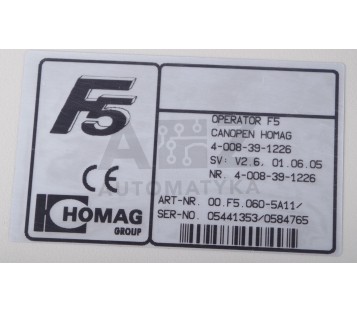 F5
CE
HOMAG
GROUP
OPERATOR F5
CANOPEN HOMAG
4-008-39-1226
SV: V2.6, 01.06.05
NR. 4-008-39-1226
AUTOMATYKA
ART-NR. 00.F5.060-5A11/
SER-NO. 05441353/0584765